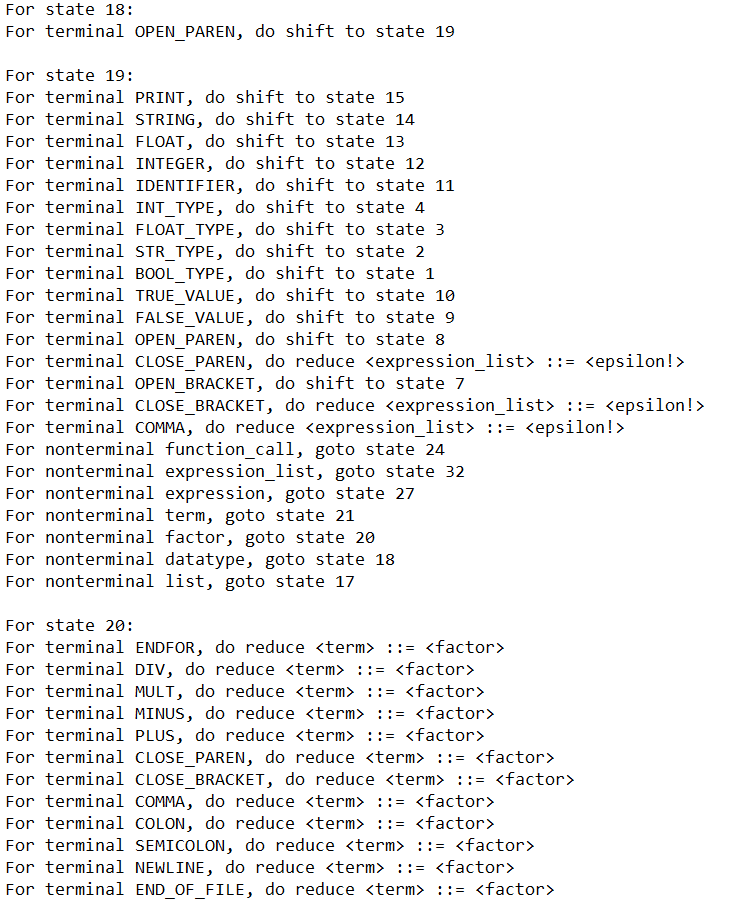 For state 18:
For terminal OPEN_PAREN, do shift to state 19

For state 19:
For terminal PRINT, do shift to state 15
For terminal STRING, do shift to state 14
For terminal FLOAT, do shift to state 13
For terminal INTEGER, do shift to state 12
For terminal IDENTIFIER, do shift to state 11
For terminal INT_TYPE, do shift to state 4
For terminal FLOAT_TYPE, do shift to state 3
For terminal STR_TYPE, do shift to state 2
For terminal BOOL_TYPE, do shift to state 1
For terminal TRUE_VALUE, do shift to state 10
For terminal FALSE_VALUE, do shift to state 9
For terminal OPEN_PAREN, do shift to state 8
For terminal CLOSE_PAREN, do reduce <expression_list> ::= <epsilon!>
For terminal OPEN_BRACKET, do shift to state 7
For terminal CLOSE_BRACKET, do reduce <expression_list> ::= <epsilon!>
For terminal COMMA, do reduce <expression_list> ::= <epsilon!>
For nonterminal function_call, goto state 24
For nonterminal expression_list, goto state 32
For nonterminal expression, goto state 27
For nonterminal term, goto state 21
For nonterminal factor, goto state 20
For nonterminal datatype, goto state 18
For nonterminal list, goto state 17

For state 20:
For terminal ENDFOR, do reduce <term> ::= <factor>
For terminal DIV, do reduce <term> ::= <factor>
For terminal MULT, do reduce <term> ::= <factor>
For terminal MINUS, do reduce <term> ::= <factor>
For terminal PLUS, do reduce <term> ::= <factor>
For terminal CLOSE_PAREN, do reduce <term> ::= <factor>
For terminal CLOSE_BRACKET, do reduce <term> ::= <factor>
For terminal COMMA, do reduce <term> ::= <factor>
For terminal COLON, do reduce <term> ::= <factor>
For terminal SEMICOLON, do reduce <term> ::= <factor>
For terminal NEWLINE, do reduce <term> ::= <factor>
For terminal END_OF_FILE, do reduce <term> ::= <factor>